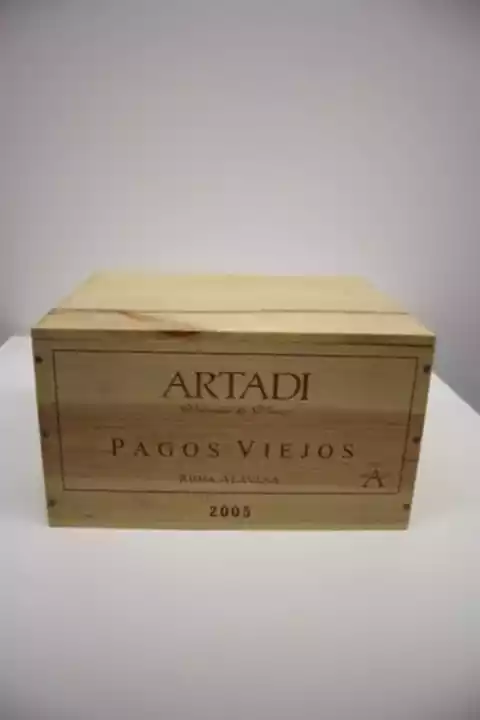 ARTADI
PAGOS VIEJOS
RIOJA ALAVESA
A
2005